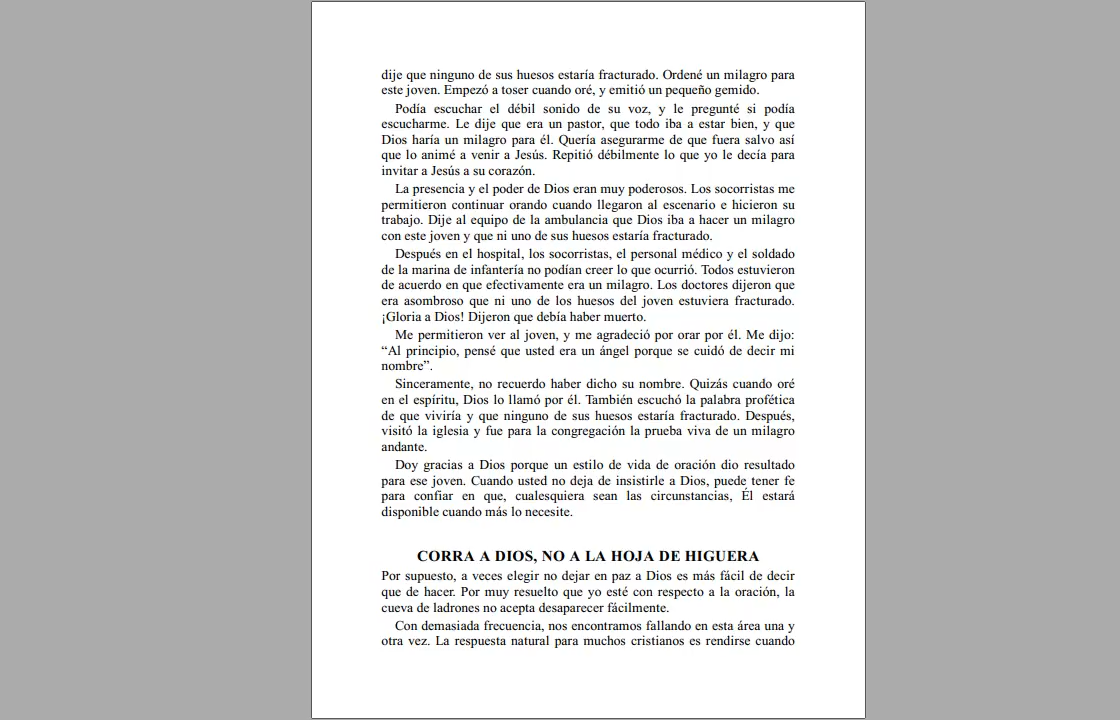 dije que ninguno de sus huesos estaría fracturado. Ordené un milagro para
este joven. Empezó a toser cuando oré, y emitió un pequeño gemido.
Podía escuchar el débil sonido de su voz, y le pregunté si podía
escucharme. Le dije que era un pastor, que todo iba a estar bien, y que
Dios haría un milagro para él. Quería asegurarme de que fuera salvo así
que lo animé a venir a Jesús. Repitió débilmente lo que yo le decía para
invitar a Jesús a su corazón.
La presencia y el poder de Dios eran muy poderosos. Los socorristas me
permitieron continuar orando cuando llegaron al escenario e hicieron su
trabajo. Dije al equipo de la ambulancia que Dios iba a hacer un milagro
con este joven y que ni uno de sus huesos estaría fracturado.
Después en el hospital, los socorristas, el personal médico y el soldado
de la marina de infantería no podían creer lo que ocurrió. Todos estuvieron
de acuerdo en que efectivamente era un milagro. Los doctores dijeron que
era asombroso que ni uno de los huesos del joven estuviera fracturado.
¡Gloria a Dios! Dijeron que debía haber muerto.
Me permitieron ver al joven, y me agradeció por orar por él. Me dijo:
“Al principio, pensé que usted era un ángel porque se cuidó de decir mi
nombre”.
Sinceramente, no recuerdo haber dicho su nombre. Quizás cuando oré
en el espíritu, Dios lo llamó por él. También escuchó la palabra profética
de que viviría y que ninguno de sus huesos estaría fracturado. Después,
visitó la iglesia y fue para la congregación la prueba viva de un milagro
andante.
Doy gracias a Dios porque un estilo de vida de oración dio resultado
para ese joven. Cuando usted no deja de insistirle a Dios, puede tener fe
para confiar en que, cualesquiera sean las circunstancias, Él estará
disponible cuando más lo necesite.
CORRA A DIOS, NO A LA HOJA DE HIGUERA
Por supuesto, a veces elegir no dejar en paz a Dios es más fácil de decir
que de hacer. Por muy resuelto que yo esté con respecto a la oración, la
cueva de ladrones no acepta desaparecer fácilmente.
Con demasiada frecuencia, nos encontramos fallando en esta área una y
otra vez. La respuesta natural para muchos cristianos es rendirse cuando